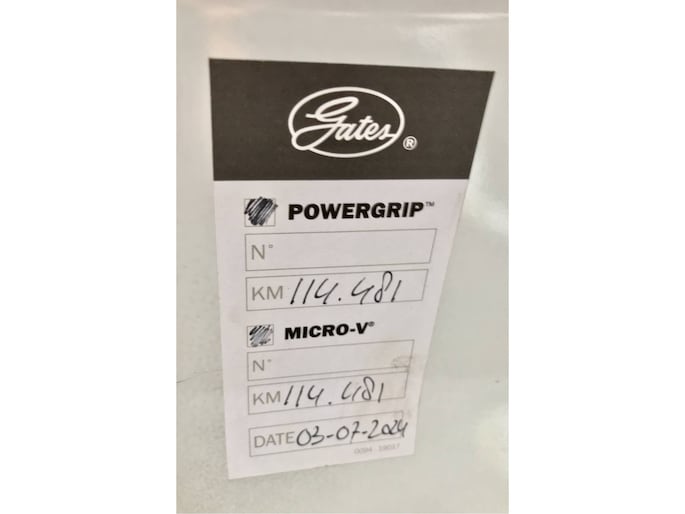 Gates®
POWERGRIP™
N°
KM 114.481
MICRO-V®
N°
KM 114.481
DATE 03-07-2024
0094 19037